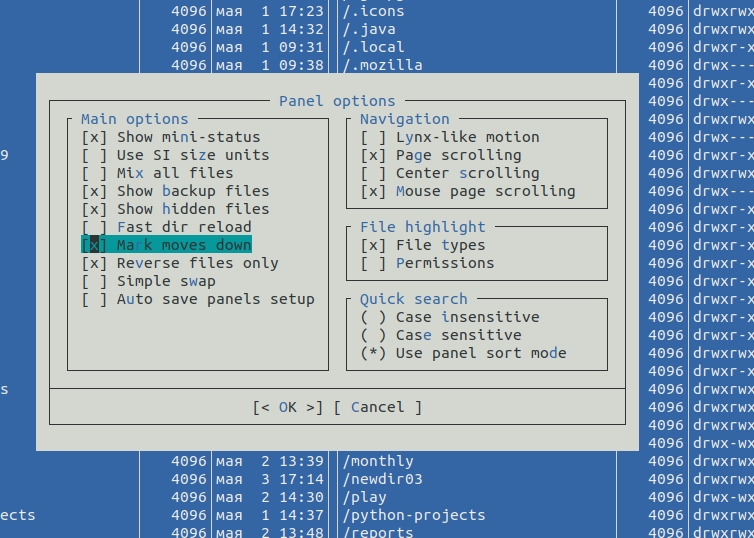 4096 мая 1 17:23 /.icons 4096 drwxrwx
4096 мая 1 14:32 /.java 4096 drwxrwx
4096 мая 1 09:31 /.local 4096 drwxr-x
4096 мая 1 09:38 /.mozilla 4096 drwx---
4096 drwxr-x
Panel options
4096 drwx---
Main options
Navigation
4096 drwxrwx
[x] Show mini-status
[ ] Lynx-like motion
4096 drwx---
9
[ ] Use SI size units
[x] Page scrolling
4096 drwxr-x
[ ] Mix all files
[ ] Center scrolling
4096 drwxrwx
[x] Show backup files
[x] Mouse page scrolling
4096 drwx---
[x] Show hidden files
4096 drwxr-x
[ ] Fast dir reload
File highlight
4096 drwxr-x
[x] Mark moves down
[x] File types
4096 drwxr-x
[x] Reverse files only
[ ] Permissions
4096 drwxr-x
[ ] Simple swap
4096 drwxrwx
[ ] Auto save panels setup
Quick search
4096 drwxr-x
( ) Case insensitive
4096 drwxrwx
( ) Case sensitive
4096 drwxrwx
(*) Use panel sort mode
4096 drwxr-x
4096 drwxr-x
s
4096 drwxrwx
[< OK >] [ Cancel ]
4096 drwxrwx
4096 drwxr-x
4096 drwx-wx
4096 мая 2 13:39 /monthly 4096 drwxrwx
4096 мая 3 17:14 /newdir03 4096 drwxrwx
4096 мая 2 14:30 /play 4096 drwx-wx
ects 4096 мая 1 14:37 /python-projects 4096 drwxrwx
4096 мая 2 13:48 /reports 4096 drwxrwx